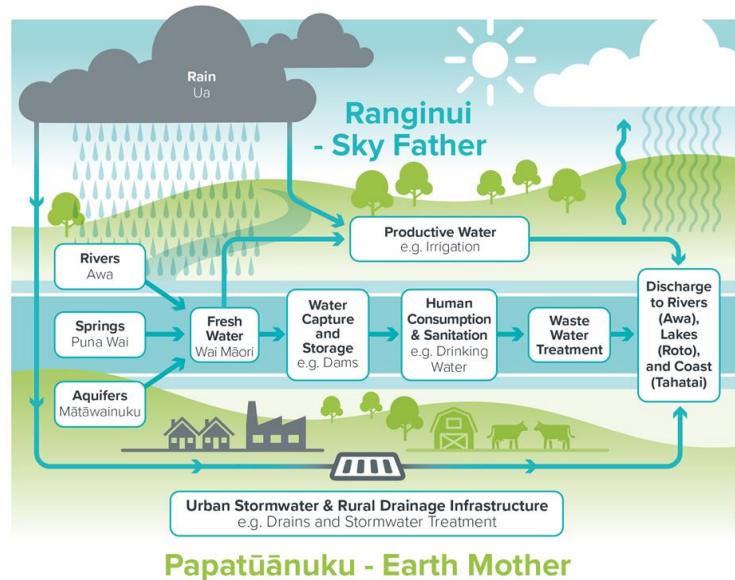 Rain
Ua
Ranginui
- Sky Father
Productive Water
e.g. Irrigation
Rivers
Awa
Springs
Puna Wai
Aquifers
Mātāwainuku
Fresh
Water
Wai Māori
Water
Capture
and
Storage
e.g. Dams
Human
Consumption
& Sanitation
e.g. Drinking
Water
Waste
Water
Treatment
Discharge
to Rivers
(Awa),
Lakes
(Roto),
and Coast
(Tahatai)
Urban Stormwater & Rural Drainage Infrastructure
e.g. Drains and Stormwater Treatment
Papatūānuku - Earth Mother